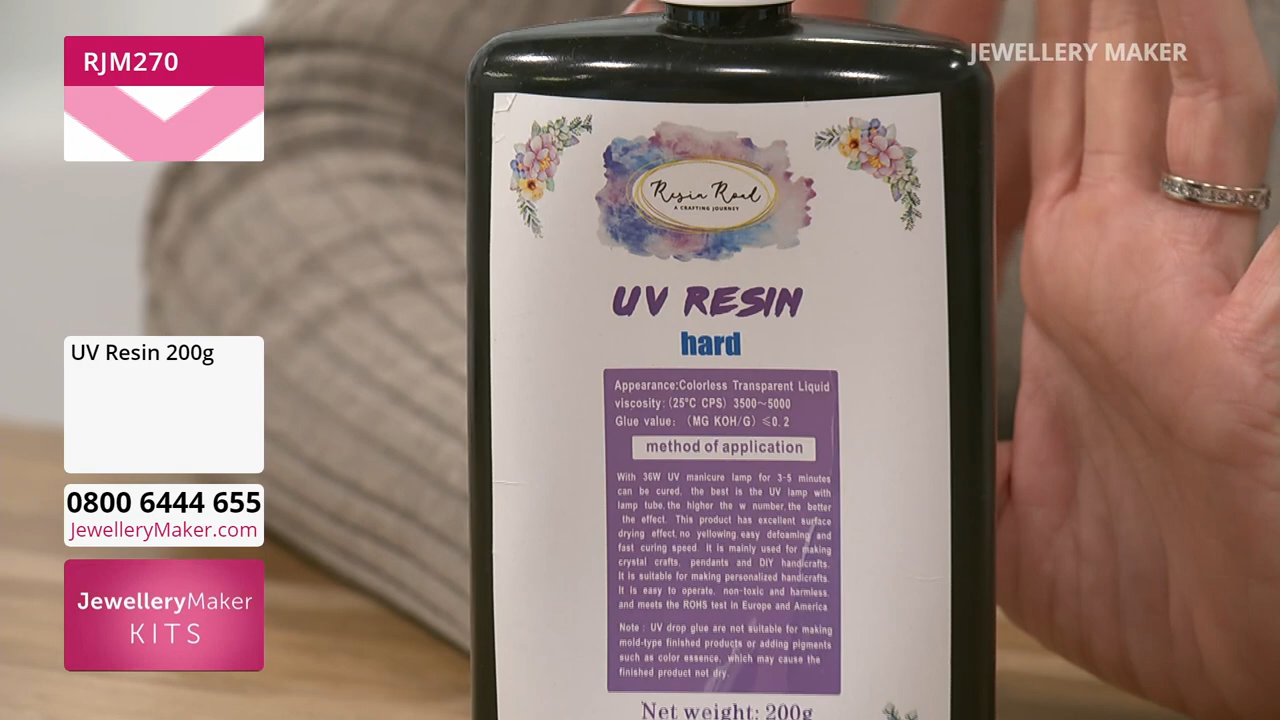 RJM270
JEWELLERY MAKER
UV Resin 200g
0800 6444 655
JewelleryMaker.com
JewelleryMaker
KITS
Resin Road
A CRAFTING JOURNEY
UV RESIN
hard
Appearance:Colorless Transparent Liquid
viscosity: (25°C CPS) 3500~5000
Glue value: (MG KOH/G) ≤0.2
method of application
With 36W UV manicure lamp for 3-5 minutes
can be cured, the best is the UV lamp with
lamp tube, the higher the w number, the better
the effect. This product has excellent surface
drying effect, no yellowing, easy defoaming and
fast curing speed. It is mainly used for making
crystal crafts, pendants and DIY handicrafts.
It is suitable for making personalized handicrafts.
It is easy to operate, non-toxic and harmless,
and meets the ROHS test in Europe and America
Note : UV drop glue are not suitable for making
mold-type finished products or adding pigments
such as color essence, which may cause the
finished product not dry.
Net weight: 200g